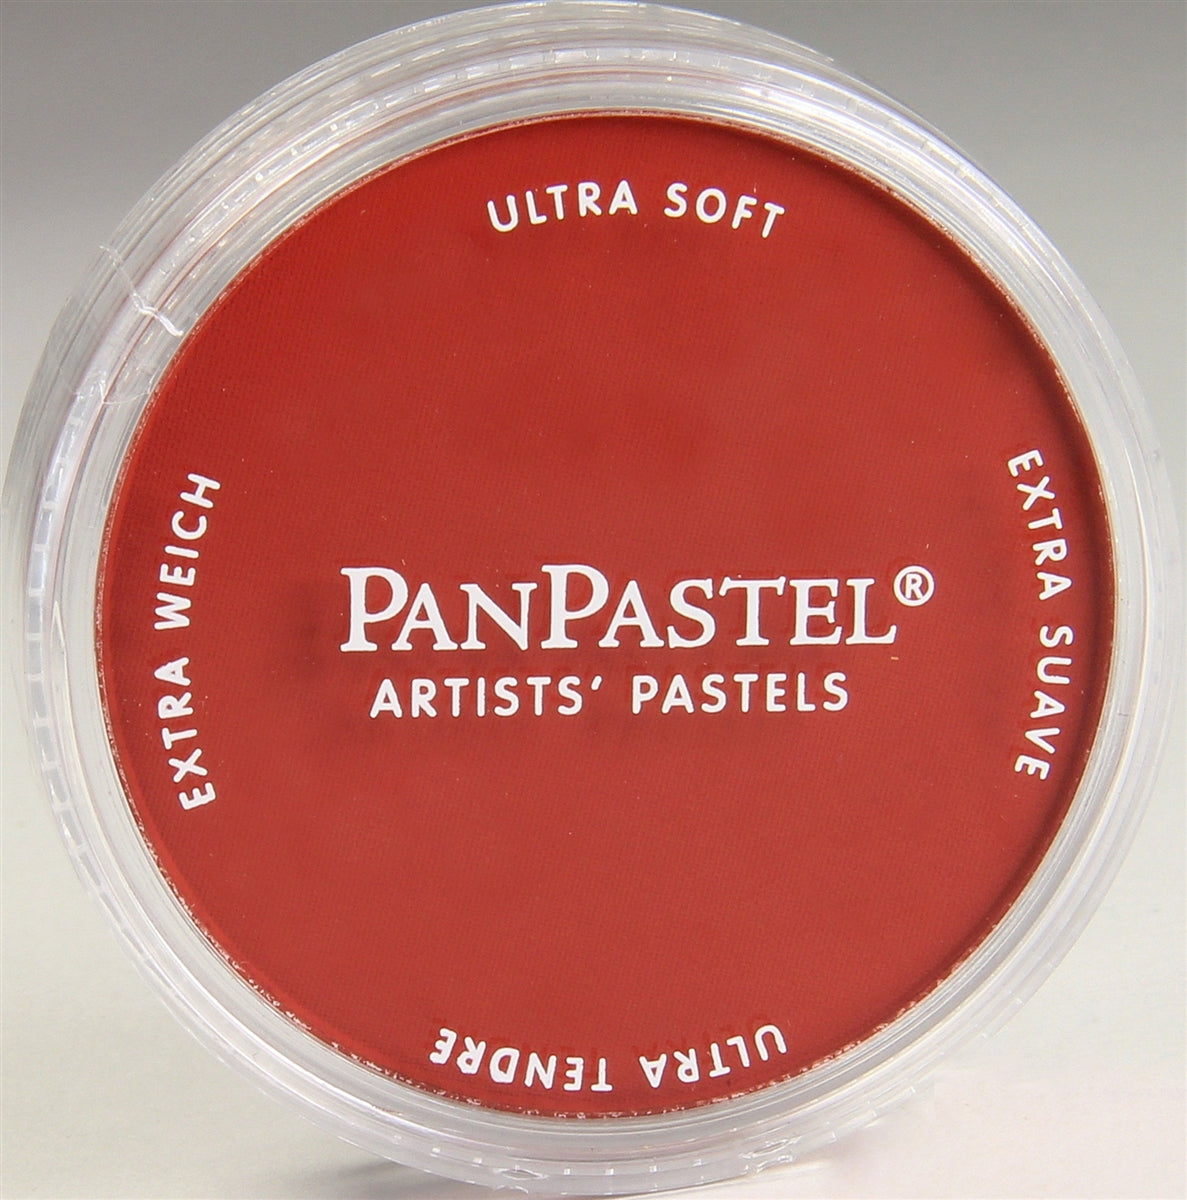 ULTRA SOFT
EXTRA WEICH
EXTRA SUAVE
PANPASTEL®
ARTISTS' PASTELS
ULTRA TENDRE